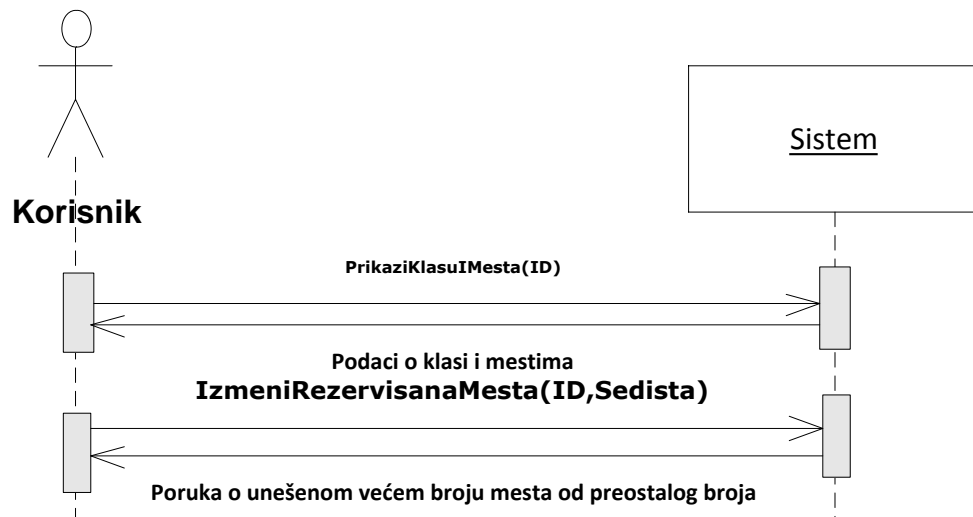 Sistem
Korisnik
PrikaziKlasuIMesta(ID)
Podaci o klasi i mestima
IzmeniRezervisanaMesta(ID,Sedista)
Poruka o unešenom većem broju mesta od preostalog broja